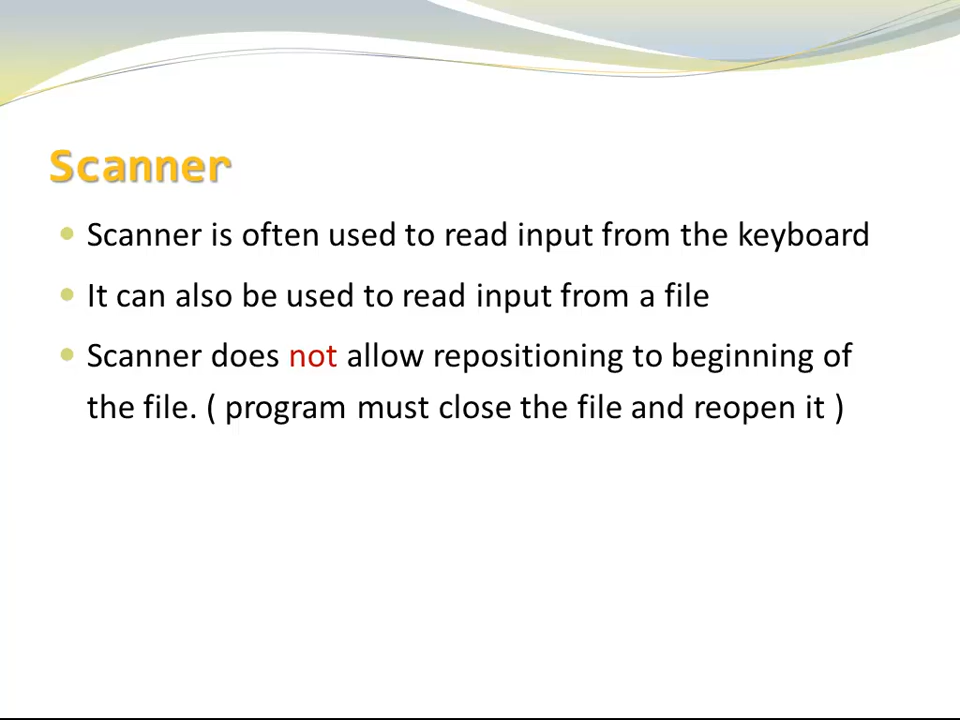 Scanner
Scanner is often used to read input from the keyboard
It can also be used to read input from a file
Scanner does not allow repositioning to beginning of
the file. ( program must close the file and reopen it )